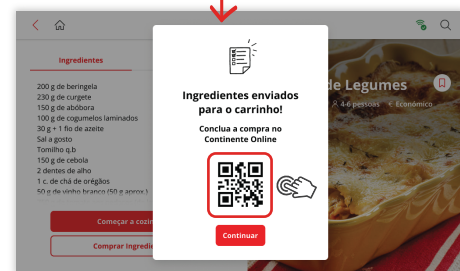 Ingredientes
200 g de beringela
230 g de curgete
150 g de abóbora
100 g de cogumelos laminados
30 g + 1 fio de azeite
Sal a gosto
Tomilho q.b
150 g de cebola
2 dentes de alho
1 c. de chá de orégãos
50 g de vinho branco (50 g aprox.)
Começar a cozin
Comprar Ingredie
Ingredientes enviados
para o carrinho!
Conclua a compra no
Continente Online
Continuar
de Legumes
4-6 pessoas € Económico